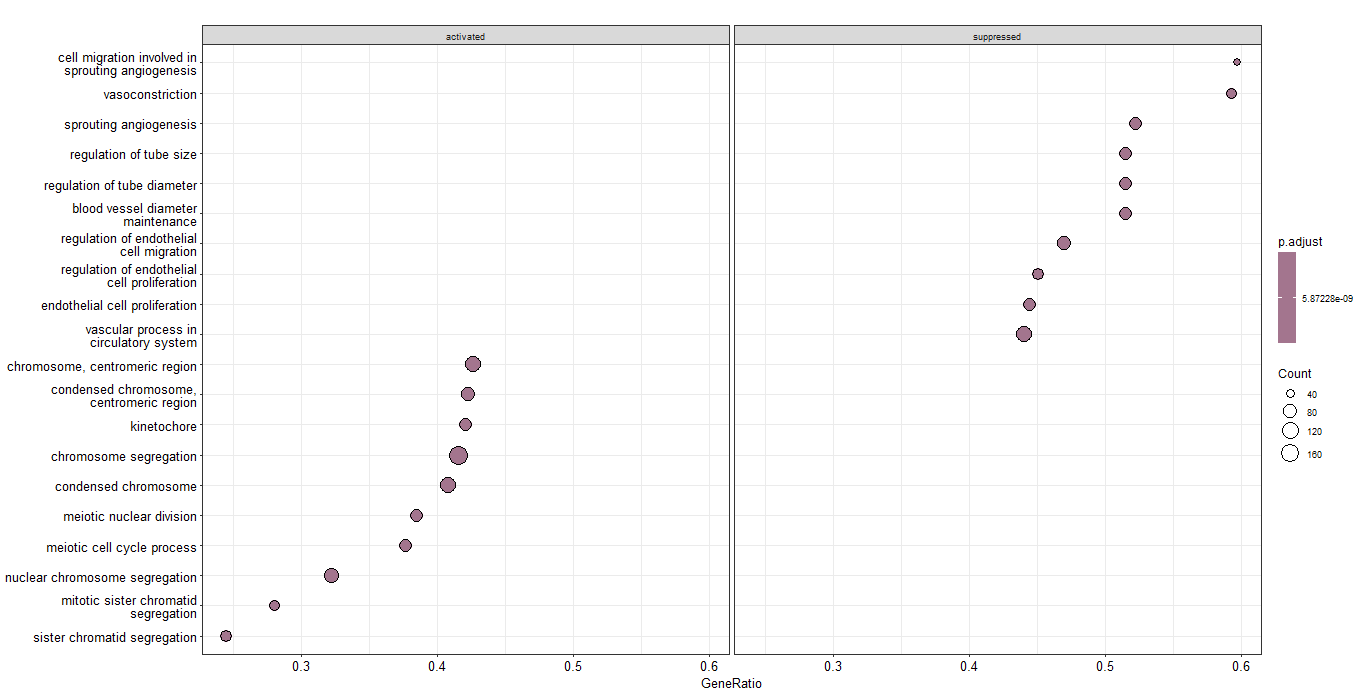 activated
suppressed
cell migration involved in
sprouting angiogenesis
vasoconstriction
sprouting angiogenesis
regulation of tube size
regulation of tube diameter
blood vessel diameter
maintenance
regulation of endothelial
cell migration
regulation of endothelial
cell proliferation
endothelial cell proliferation
vascular process in
circulatory system
chromosome, centromeric region
condensed chromosome,
centromeric region
kinetochore
chromosome segregation
condensed chromosome
meiotic nuclear division
meiotic cell cycle process
nuclear chromosome segregation
mitotic sister chromatid
segregation
sister chromatid segregation
0.3 0.4 0.5 0.6
0.3 0.4 0.5 0.6
GeneRatio
p.adjust
5.87228e-09
Count
40
80
120
160